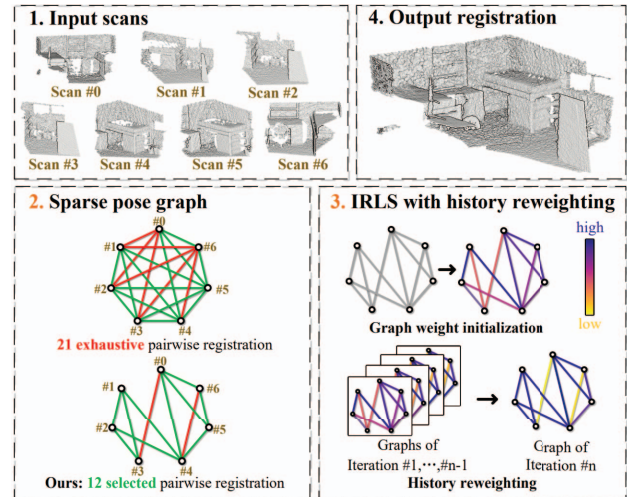 1. Input scans
Scan #0
Scan #1
Scan #2
Scan #3
Scan #4
Scan #5
Scan #6
4. Output registration
2. Sparse pose graph
#0
#1
#6
#2
#5
#3
#4
21 exhaustive pairwise registration
#0
#1
#6
#2
#5
#3
#4
Ours: 12 selected pairwise registration
3. IRLS with history reweighting
high
low
Graph weight initialization
Graphs of
Iteration #1,···,#n-1
Graph of
Iteration #n
History reweighting